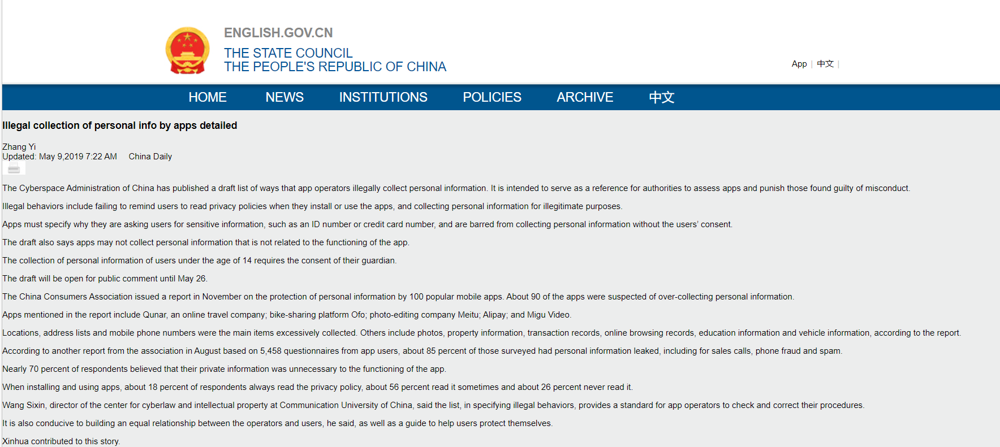 ENGLISH.GOV.CN
THE STATE COUNCIL
THE PEOPLE'S REPUBLIC OF CHINA
App | 中文 |
HOME NEWS INSTITUTIONS POLICIES ARCHIVE 中文
Illegal collection of personal info by apps detailed
Zhang Yi
Updated: May 9,2019 7:22 AM China Daily
The Cyberspace Administration of China has published a draft list of ways that app operators illegally collect personal information. It is intended to serve as a reference for authorities to assess apps and punish those found guilty of misconduct.
Illegal behaviors include failing to remind users to read privacy policies when they install or use the apps, and collecting personal information for illegitimate purposes.
Apps must specify why they are asking users for sensitive information, such as an ID number or credit card number, and are barred from collecting personal information without the users’ consent.
The draft also says apps may not collect personal information that is not related to the functioning of the app.
The collection of personal information of users under the age of 14 requires the consent of their guardian.
The draft will be open for public comment until May 26.
The China Consumers Association issued a report in November on the protection of personal information by 100 popular mobile apps. About 90 of the apps were suspected of over-collecting personal information.
Apps mentioned in the report include Qunar, an online travel company; bike-sharing platform Ofo; photo-editing company Meitu; Alipay; and Migu Video.
Locations, address lists and mobile phone numbers were the main items excessively collected. Others include photos, property information, transaction records, online browsing records, education information and vehicle information, according to the report.
According to another report from the association in August based on 5,458 questionnaires from app users, about 85 percent of those surveyed had personal information leaked, including for sales calls, phone fraud and spam.
Nearly 70 percent of respondents believed that their private information was unnecessary to the functioning of the app.
When installing and using apps, about 18 percent of respondents always read the privacy policy, about 56 percent read it sometimes and about 26 percent never read it.
Wang Sixin, director of the center for cyberlaw and intellectual property at Communication University of China, said the list, in specifying illegal behaviors, provides a standard for app operators to check and correct their procedures.
It is also conducive to building an equal relationship between the operators and users, he said, as well as a guide to help users protect themselves.
Xinhua contributed to this story.